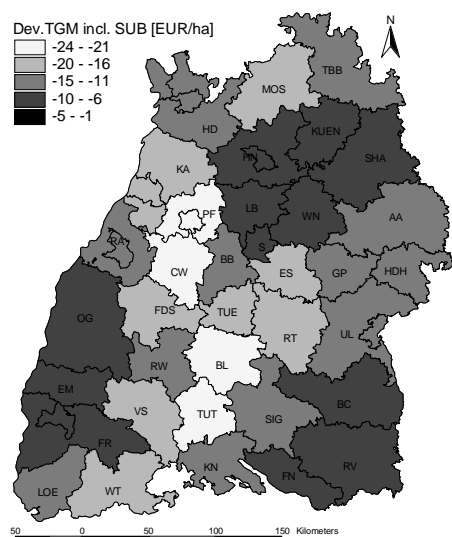 Dev.TGM incl. SUB [EUR/ha]
-24 - -21
-20 - -16
-15 - -11
-10 - -6
-5 - -1
N
TBB
MOS
HD
KUEN
HN
SHA
KA
PF
LB
WN
AA
RA
S
CW
BB
ES
GP
HDH
OG
FDS
TUE
RT
UL
RW
BL
EM
VS
TUT
SIG
BC
FR
KN
FN
RV
LOE
WT
50 0 50 100 150 Kilometers